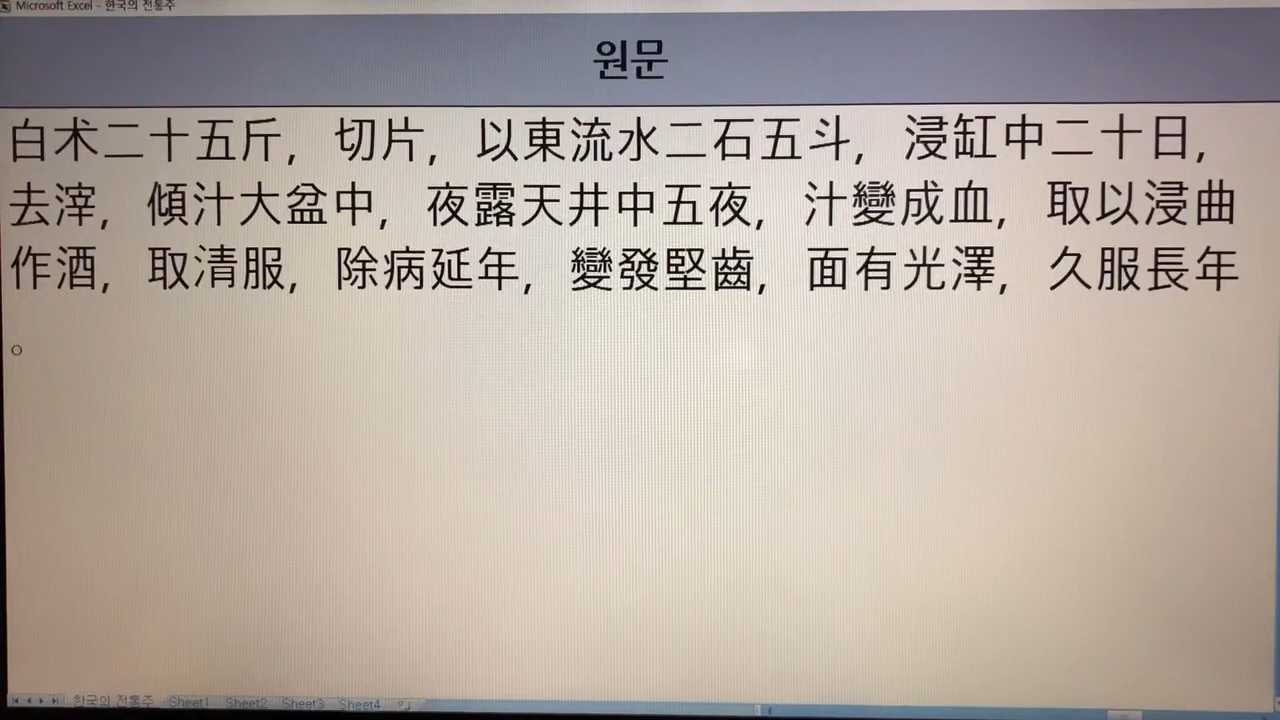 Microsoft Excel - 한국의 전통주
원문
白术二十五斤, 切片, 以東流水二石五斗, 浸缸中二十日,
去滓, 傾汁大盆中, 夜露天井中五夜, 汁變成血, 取以浸曲
作酒, 取清服, 除病延年, 變發堅齒, 面有光澤, 久服長年
。
한국의 전통주 Sheet1 Sheet2 Sheet3 Sheet4